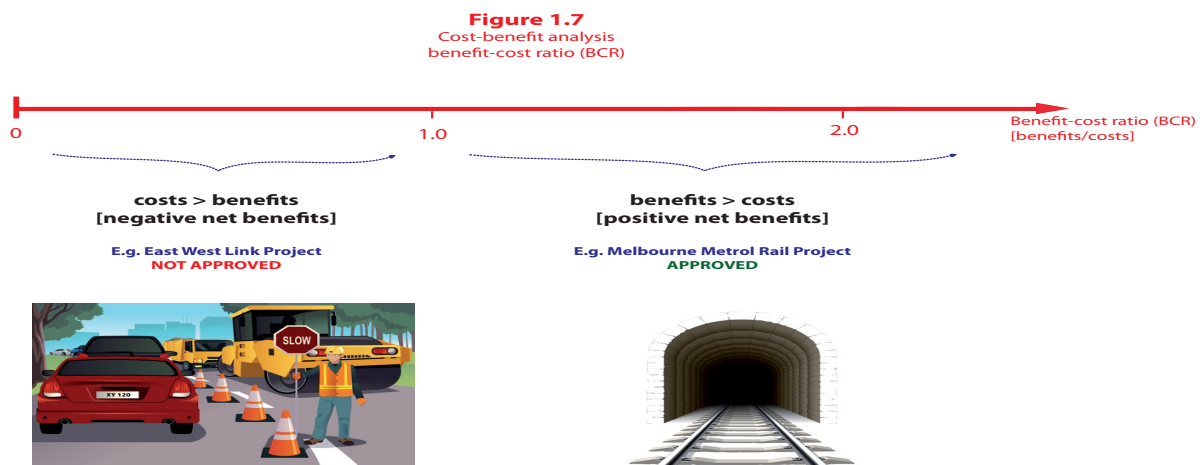 Figure 1.7
Cost-benefit analysis
benefit-cost ratio (BCR)
0
1.0
2.0
Benefit-cost ratio (BCR)
[benefits/costs]
costs > benefits
[negative net benefits]
benefits > costs
[positive net benefits]
E.g. East West Link Project
NOT APPROVED
E.g. Melbourne Metrol Rail Project
APPROVED
SLOW
XY 120